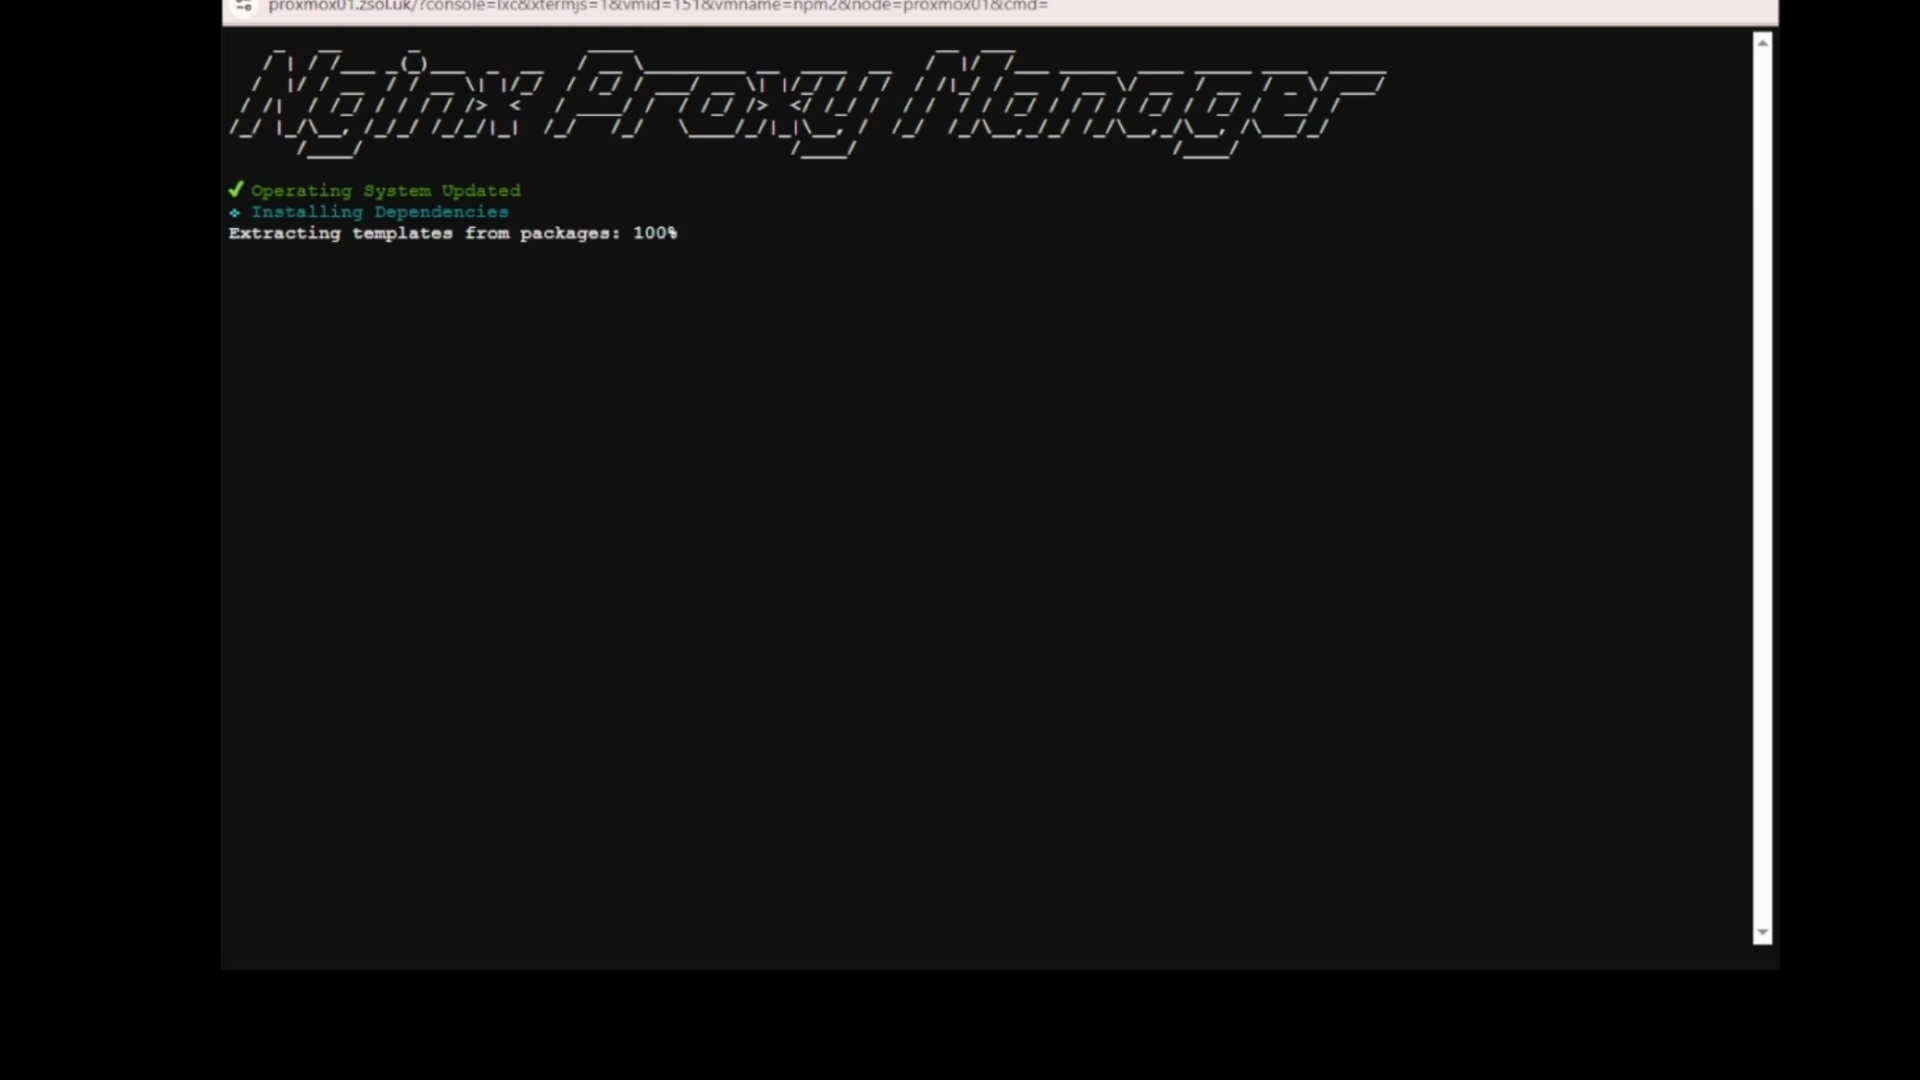 proxmox01.zsol.uk/?console=lxc&xtermjs=1&vmid=151&vmname=npm2&node=proxmox01&cmd=
Nginx Proxy Manager
✔ Operating System Updated
Installing Dependencies
Extracting templates from packages: 100%